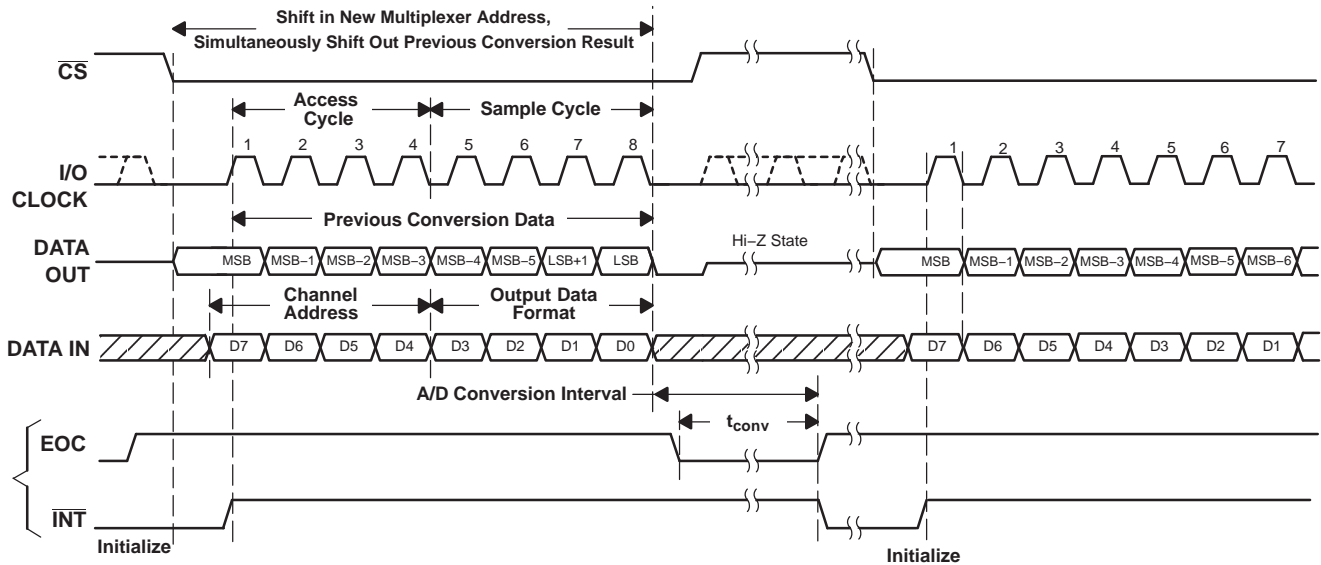 Shift in New Multiplexer Address,
Simultaneously Shift Out Previous Conversion Result
CS
Access
Cycle
Sample Cycle
1 2 3 4 5 6 7 8 1 2 3 4 5 6 7
I/O
CLOCK
Previous Conversion Data
DATA
OUT
MSB MSB–1 MSB–2 MSB–3 MSB–4 MSB–5 LSB+1 LSB Hi–Z State MSB MSB–1 MSB–2 MSB–3 MSB–4 MSB–5 MSB–6
Channel
Address
Output Data
Format
DATA IN D7 D6 D5 D4 D3 D2 D1 D0 D7 D6 D5 D4 D3 D2 D1
A/D Conversion Interval
tconv
EOC
INT
Initialize
Initialize